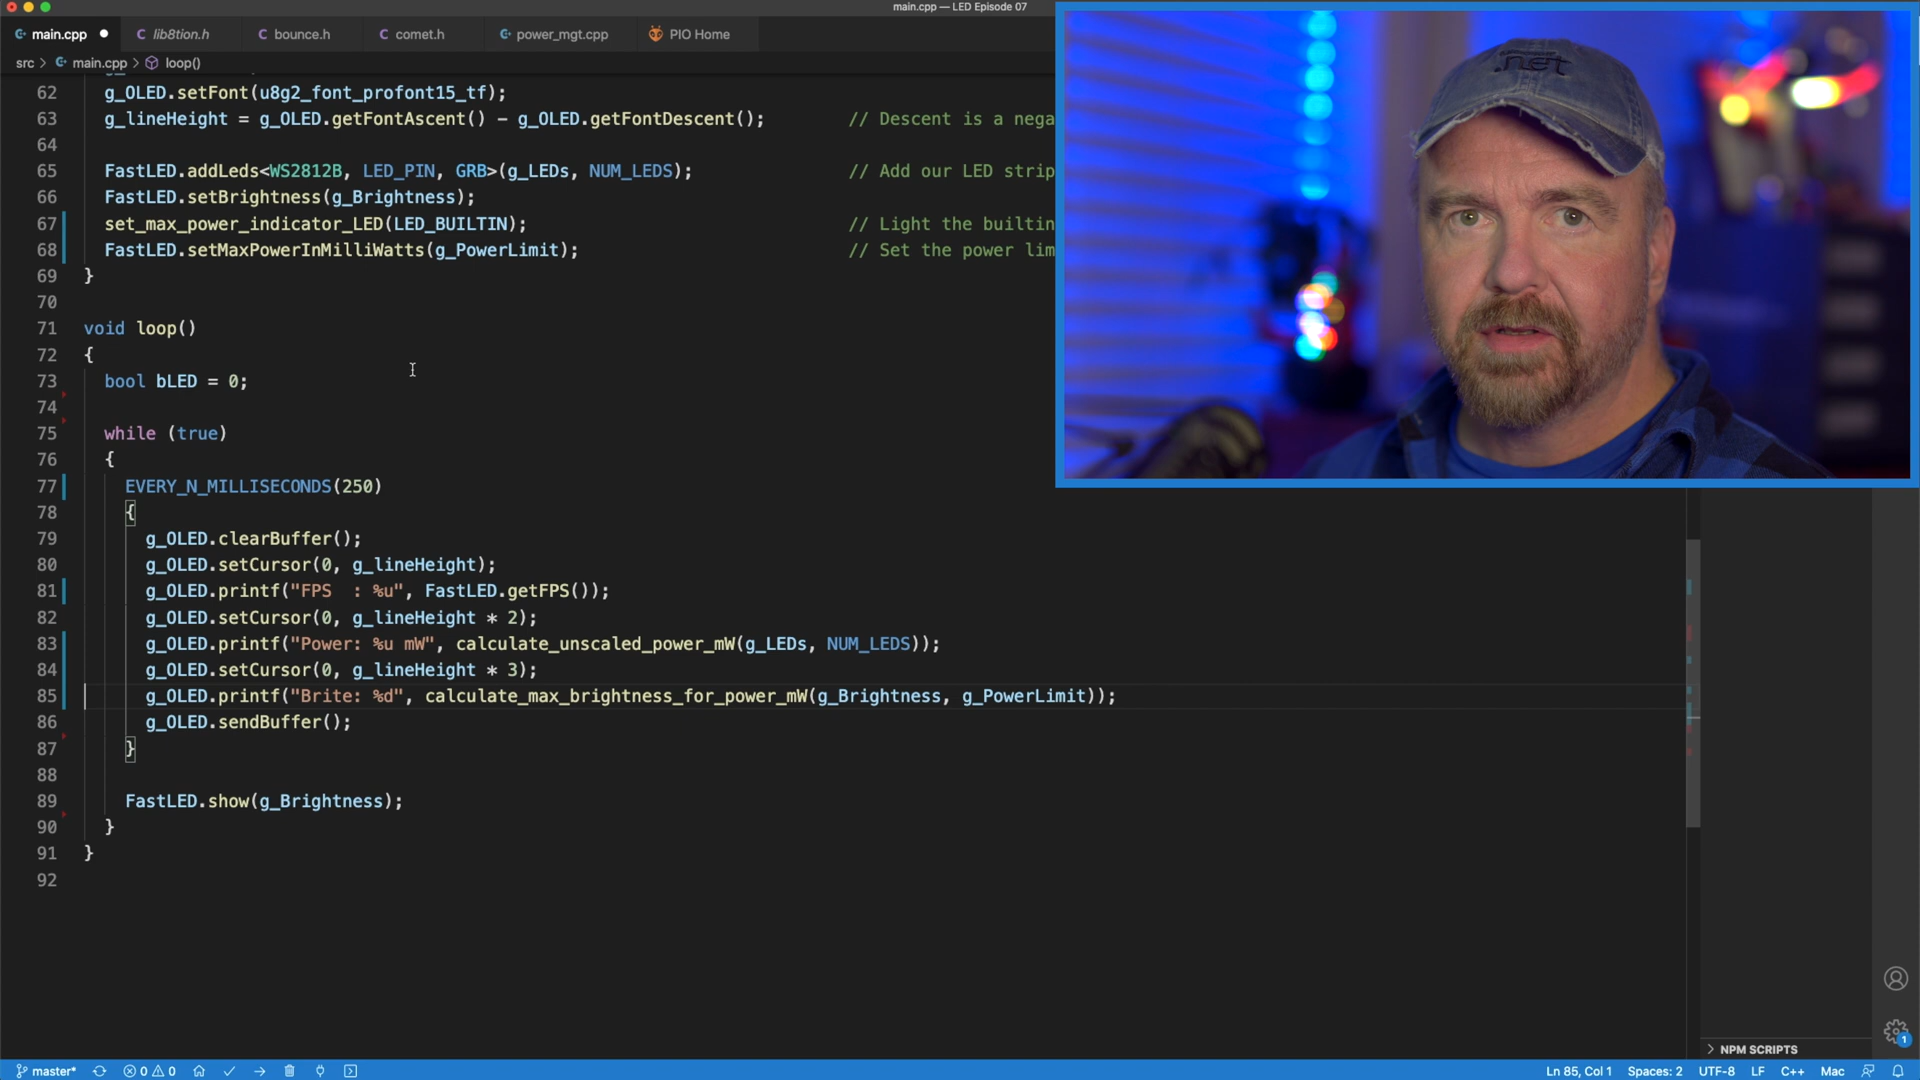 main.cpp — LED Episode 07
main.cpp lib8tion.h bounce.h comet.h power_mgt.cpp PIO Home
src > main.cpp > loop()
.net
62 g_OLED.setFont(u8g2_font_profont15_tf);
63 g_lineHeight = g_OLED.getFontAscent() - g_OLED.getFontDescent(); // Descent is a nega
64
65 FastLED.addLeds<WS2812B, LED_PIN, GRB>(g_LEDs, NUM_LEDS); // Add our LED strip
66 FastLED.setBrightness(g_Brightness);
67 set_max_power_indicator_LED(LED_BUILTIN); // Light the builtin
68 FastLED.setMaxPowerInMilliWatts(g_PowerLimit); // Set the power lim
69 }
70
71 void loop()
72 {
73 bool bLED = 0;
74
75 while (true)
76 {
77 EVERY_N_MILLISECONDS(250)
78 {
79 g_OLED.clearBuffer();
80 g_OLED.setCursor(0, g_lineHeight);
81 g_OLED.printf("FPS  : %u", FastLED.getFPS());
82 g_OLED.setCursor(0, g_lineHeight * 2);
83 g_OLED.printf("Power: %u mW", calculate_unscaled_power_mW(g_LEDs, NUM_LEDS));
84 g_OLED.setCursor(0, g_lineHeight * 3);
85 g_OLED.printf("Brite: %d", calculate_max_brightness_for_power_mW(g_Brightness, g_PowerLimit));
86 g_OLED.sendBuffer();
87 }
88
89 FastLED.show(g_Brightness);
90 }
91 }
92
1
> NPM SCRIPTS
master* 0 0 Ln 85, Col 1 Spaces: 2 UTF-8 LF C++ Mac